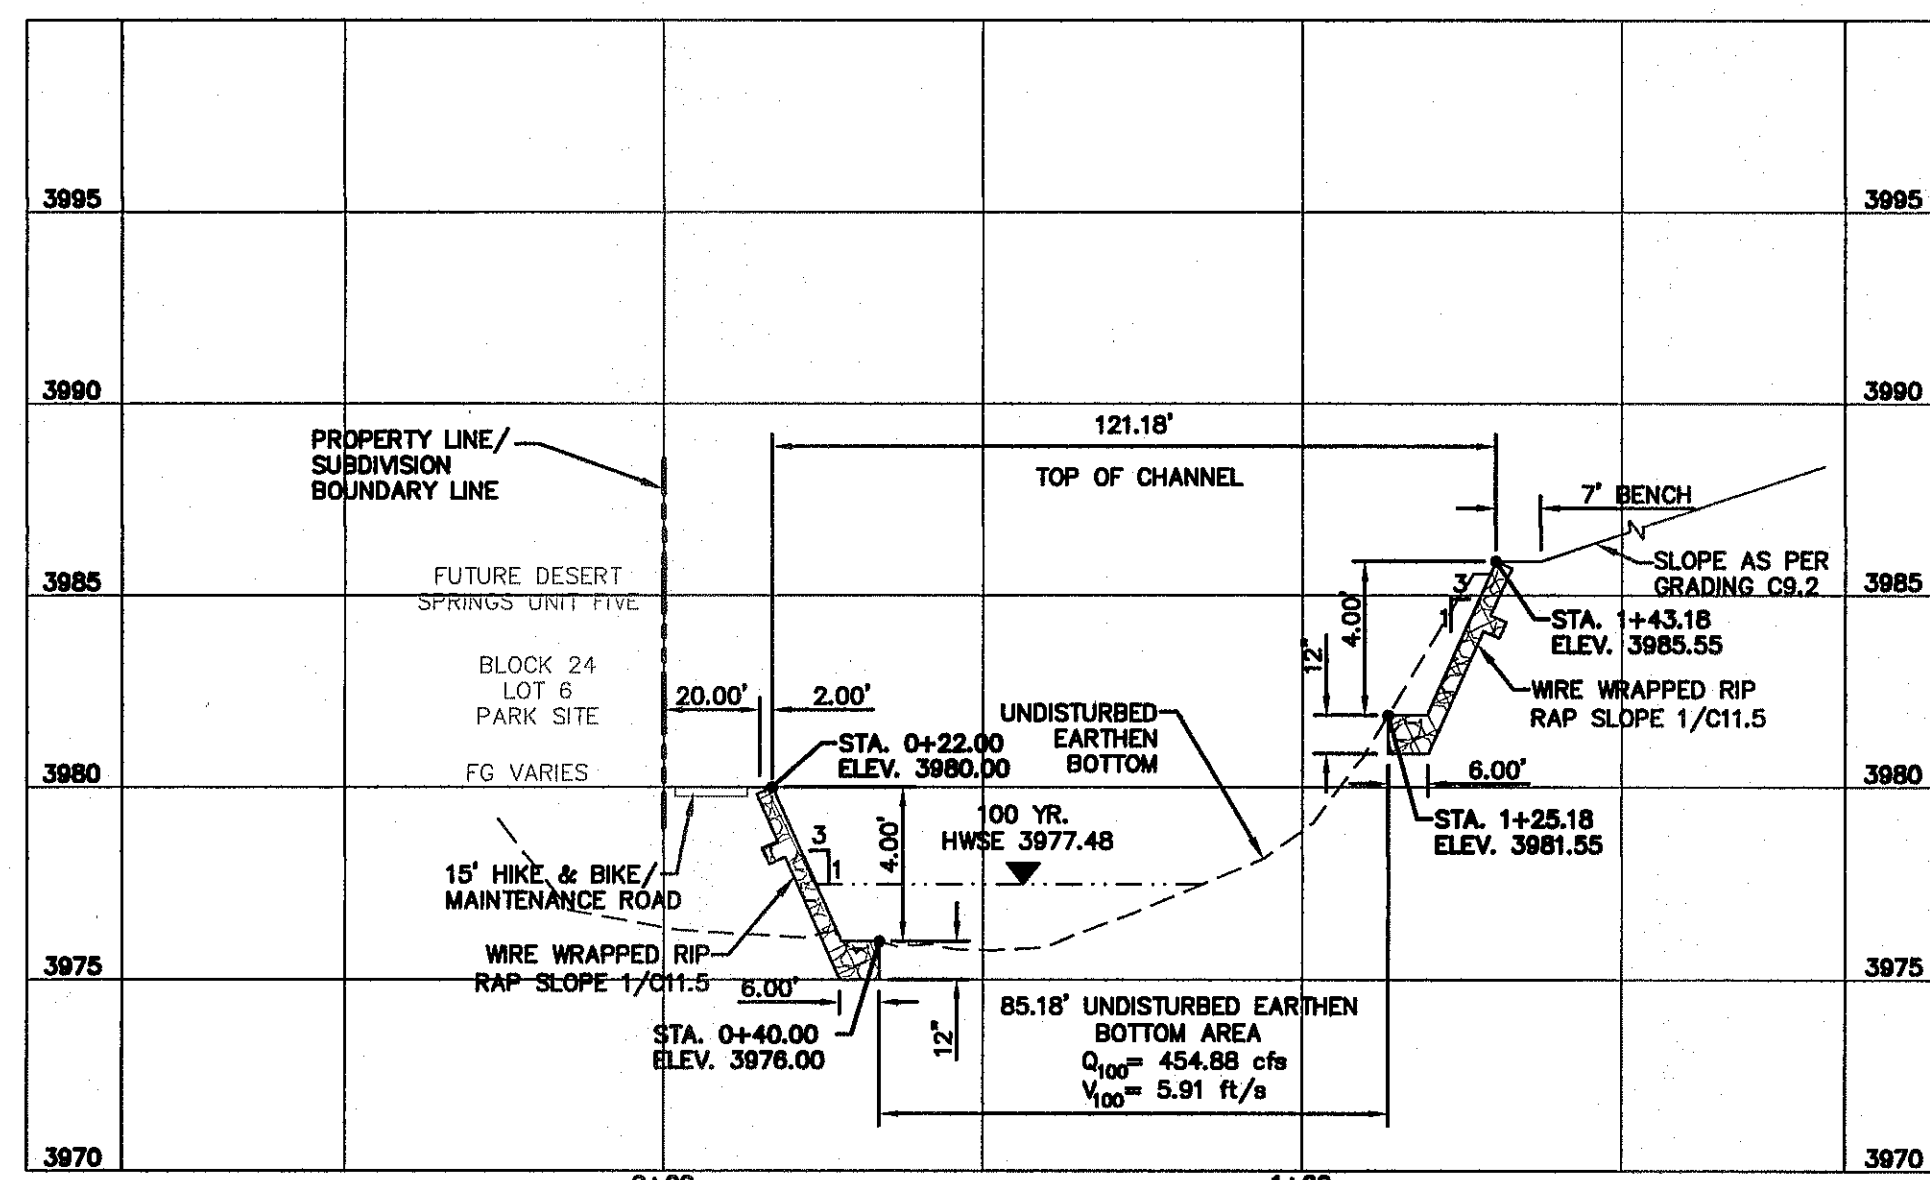 3995
3995
3990
3990
121.18'
TOP OF CHANNEL
PROPERTY LINE/
SUBDIVISION
BOUNDARY LINE
7' BENCH
SLOPE AS PER
GRADING C9.2
FUTURE DESERT
SPRINGS UNIT FIVE
3985
3985
3
1
4.00'
12"
STA. 1+43.18
ELEV. 3985.55
BLOCK 24
LOT 6
PARK SITE
20.00'
2.00'
UNDISTURBED
EARTHEN
BOTTOM
WIRE WRAPPED RIP
RAP SLOPE 1/C11.5
STA. 0+22.00
ELEV. 3980.00
FG VARIES
3980
3980
6.00'
100 YR.
HWSE 3977.48
STA. 1+25.18
ELEV. 3981.55
3
1
4.00'
15' HIKE & BIKE/
MAINTENANCE ROAD
WIRE WRAPPED RIP
RAP SLOPE 1/C11.5
3975
3975
6.00'
12"
STA. 0+40.00
ELEV. 3976.00
85.18' UNDISTURBED EARTHEN
BOTTOM AREA
Q100= 454.88 cfs
V100= 5.91 ft/s
3970
3970